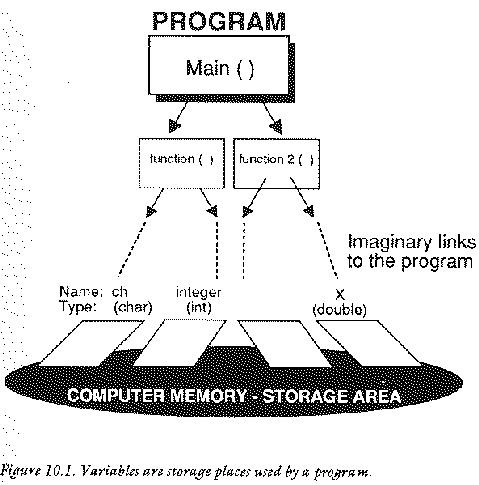 PROGRAM
Main ( )
function ( )
function 2 ( )
Imaginary links
to the program
Name: ch
Type: (char)
integer
(int)
x
(double)
COMPUTER MEMORY - STORAGE AREA
Figure 10.1. Variables are storage places used by a program.